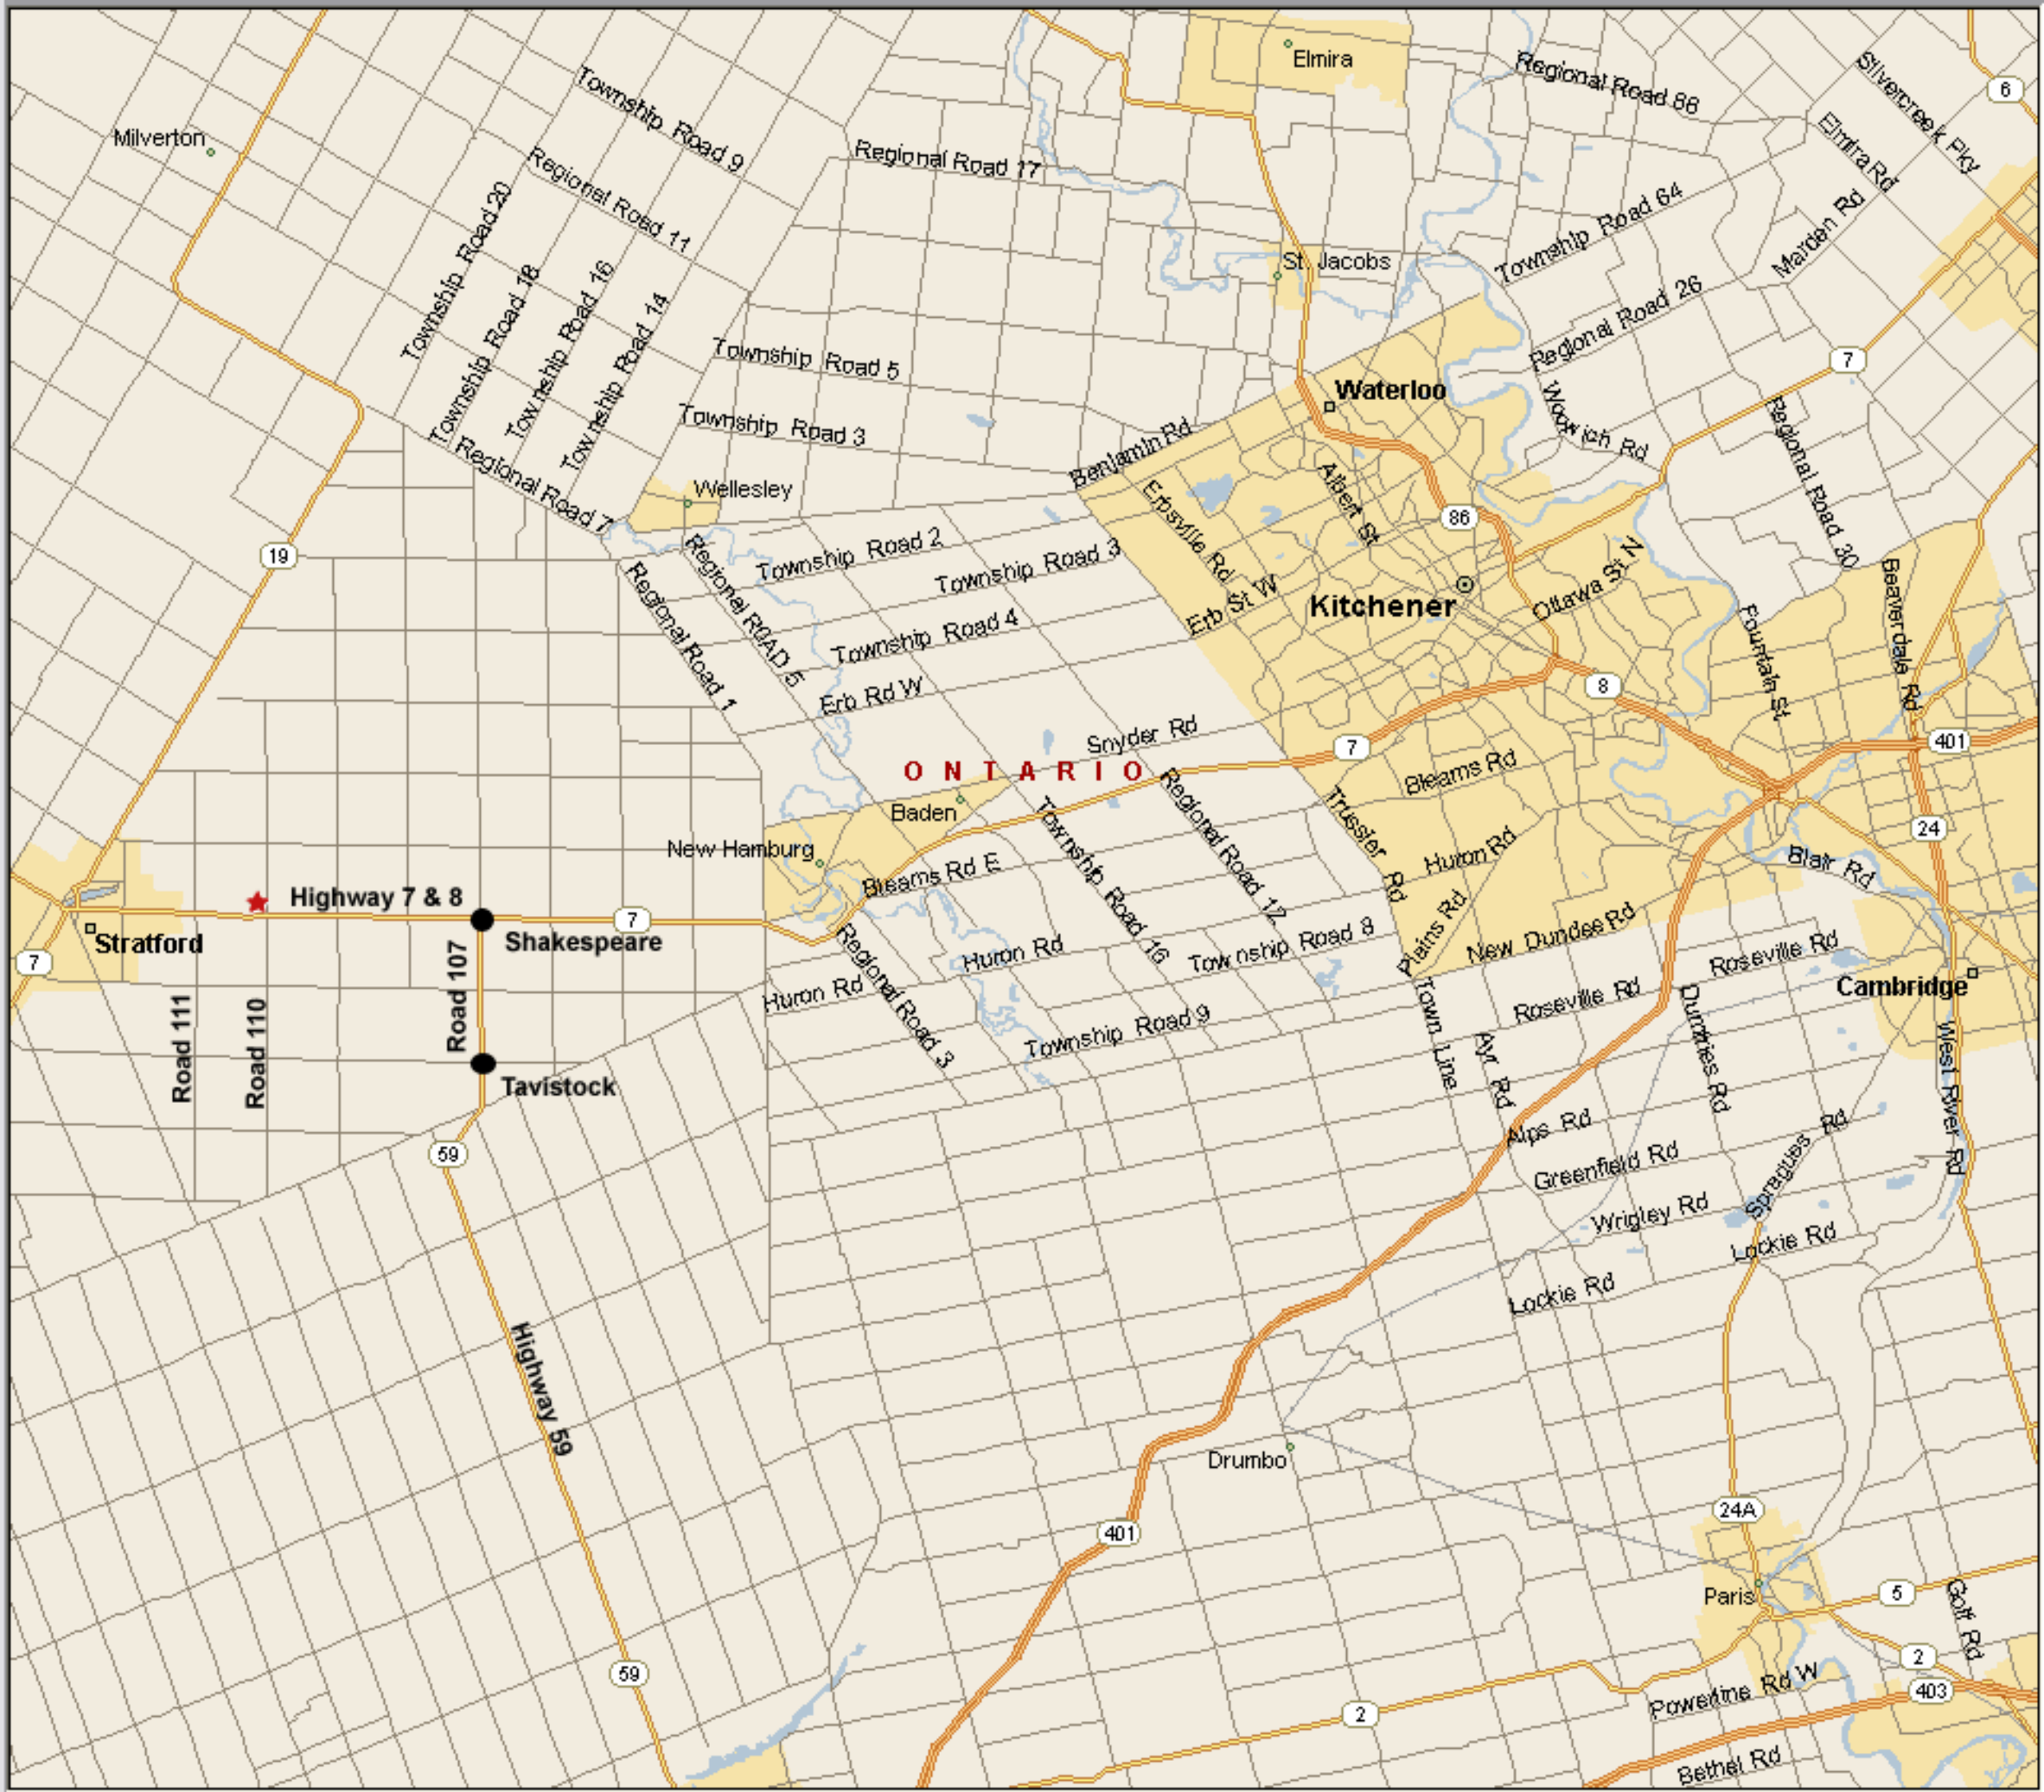 Elmira
Regional Road 86
Silvercreek Pky
6
Milverton
Township Road 9
Elmira Rd
Regional Road 11
Regional Road 17
Township Road 20
Township Road 64
Marden Rd
St. Jacobs
Township Road 18
Township Road 16
Township Road 14
Regional Road 26
Township Road 5
7
Waterloo
Township Road 3
Woolwich Rd
Regional Road 30
Benjamin Rd
Regional Road 7
Wellesley
Erbsville Rd
Albert St
86
19
Township Road 2
Township Road 3
Regional Road 1
Regional ROAD 5
Erb St W
Kitchener
Ottawa St N
Beaverdale Rd
Fountain St
Township Road 4
Erb Rd W
8
Snyder Rd
7
401
ONTARIO
Bleams Rd
Baden
Township Road 16
Regional Road 12
Trussler Rd
24
New Hamburg
Huron Rd
Blair Rd
Bleams Rd E
Highway 7 & 8
7
Shakespeare
Stratford
7
Regional Road 3
Huron Rd
Township Road 8
Plains Rd
New Dundee Rd
Roseville Rd
Cambridge
Road 111
Road 110
Road 107
Huron Rd
Town Line
Roseville Rd
Dumfries Rd
Township Road 9
Ayr Rd
West River Rd
Tavistock
Alps Rd
59
Greenfield Rd
Spragues Rd
Wrigley Rd
Lockie Rd
Lockie Rd
Highway 59
Drumbo
24A
401
Paris
5
Golf Rd
59
2
Powerline Rd W
403
2
Bethel Rd